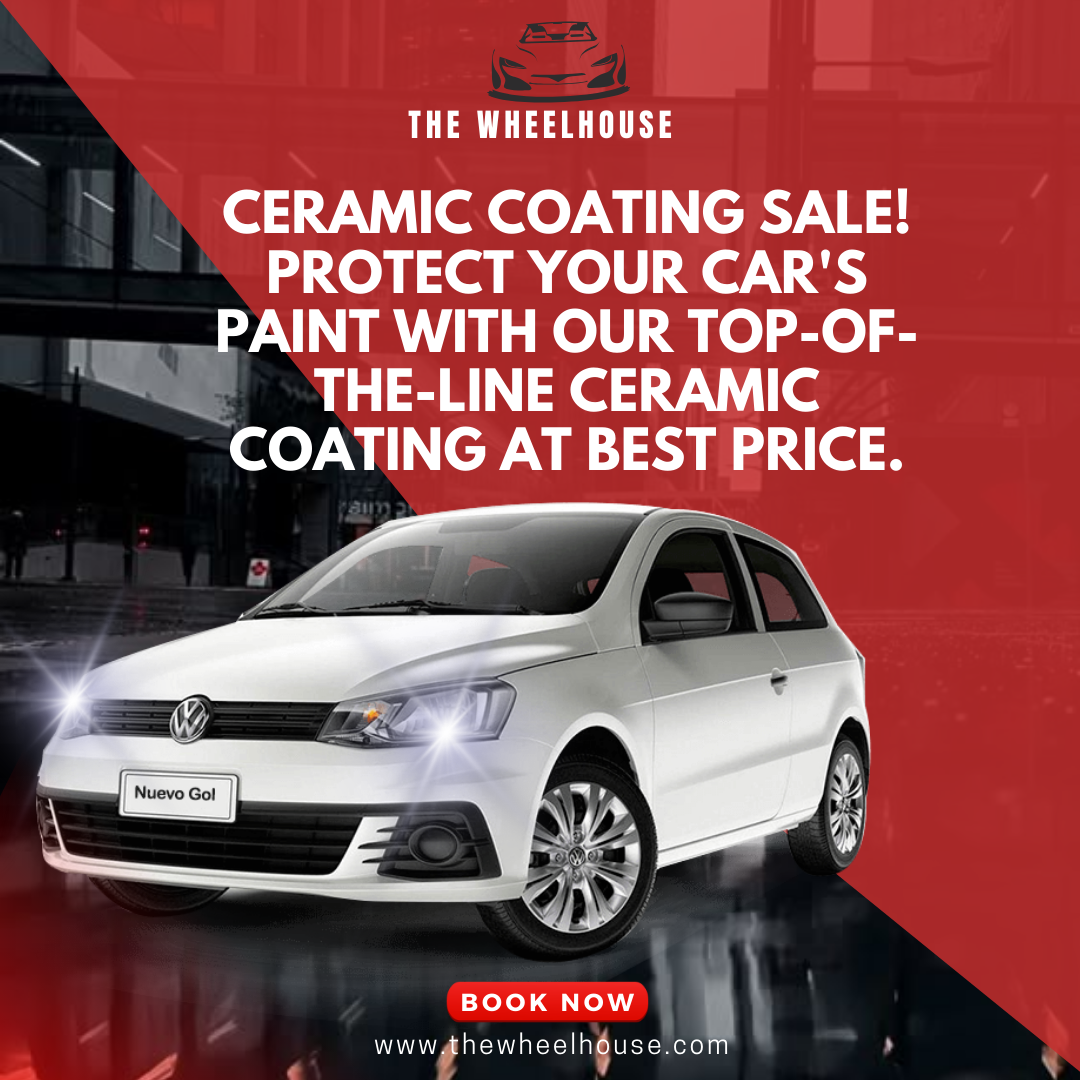 THE WHEELHOUSE
CERAMIC COATING SALE!
PROTECT YOUR CAR'S
PAINT WITH OUR TOP-OF-
THE-LINE CERAMIC
COATING AT BEST PRICE.
Nuevo Gol
BOOK NOW
www.thewheelhouse.com